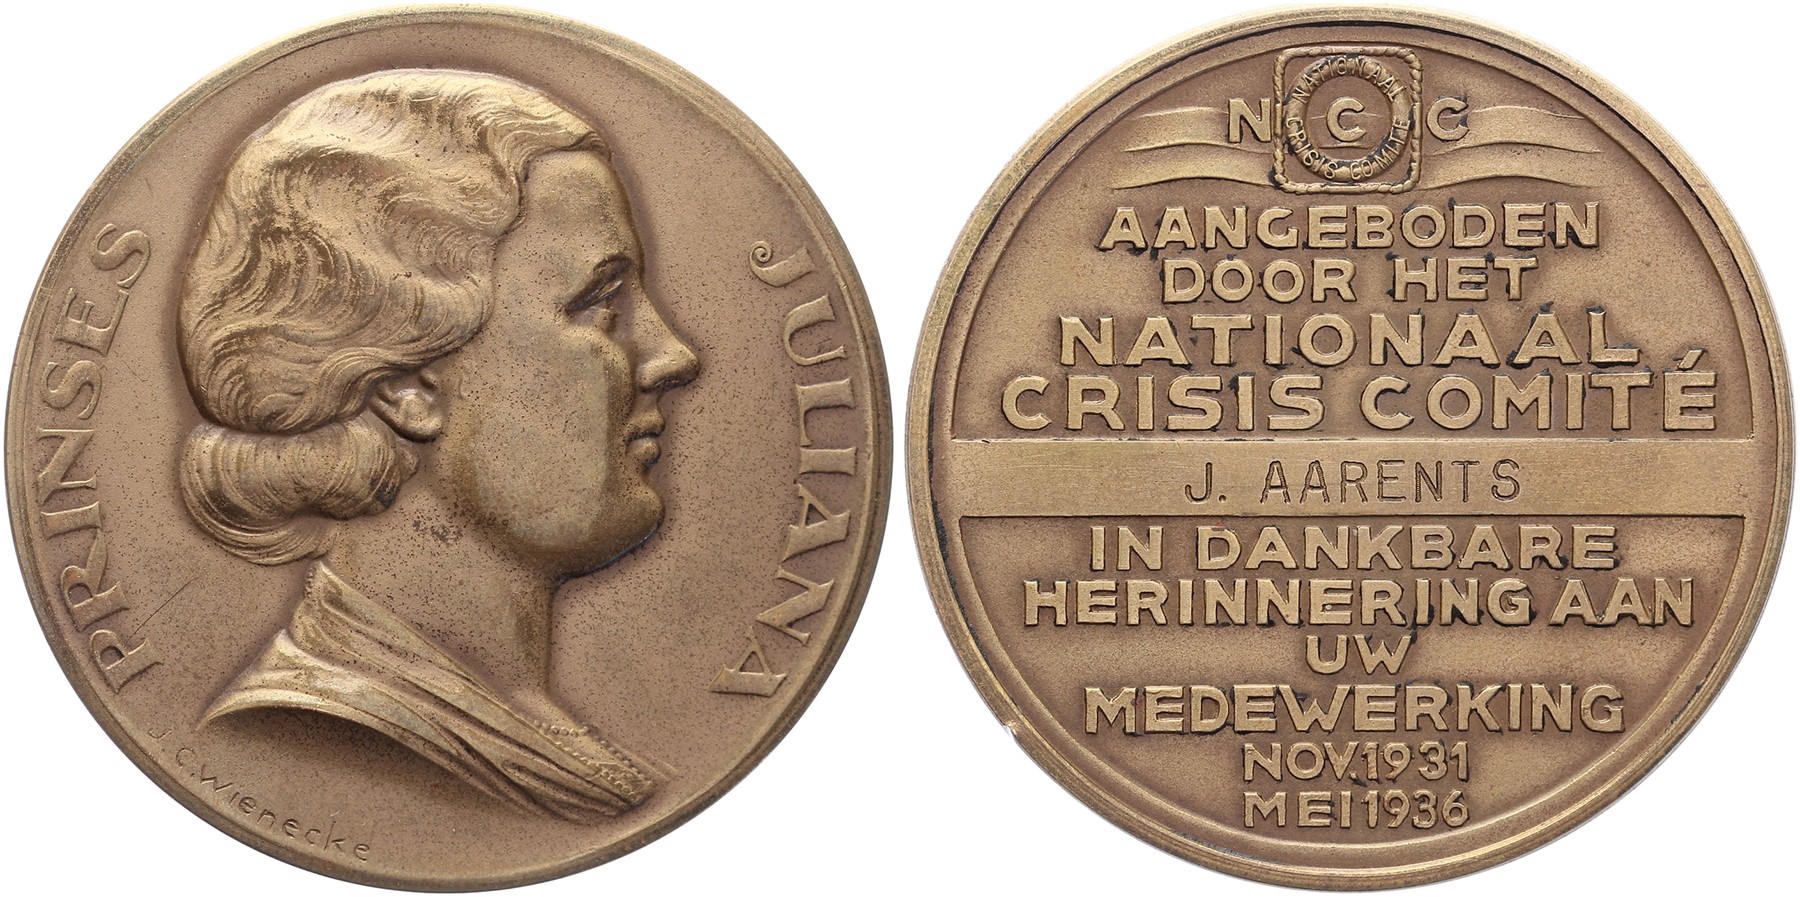 PRINSES
JULIANA
J.C.Wienecke
N C C
NATIONAAL
CRISIS COMITE
AANGEBODEN
DOOR HET
NATIONAAL
CRISIS COMITÉ
J. AARENTS
IN DANKBARE
HERINNERING AAN
UW
MEDEWERKING
NOV.1931
MEI 1936